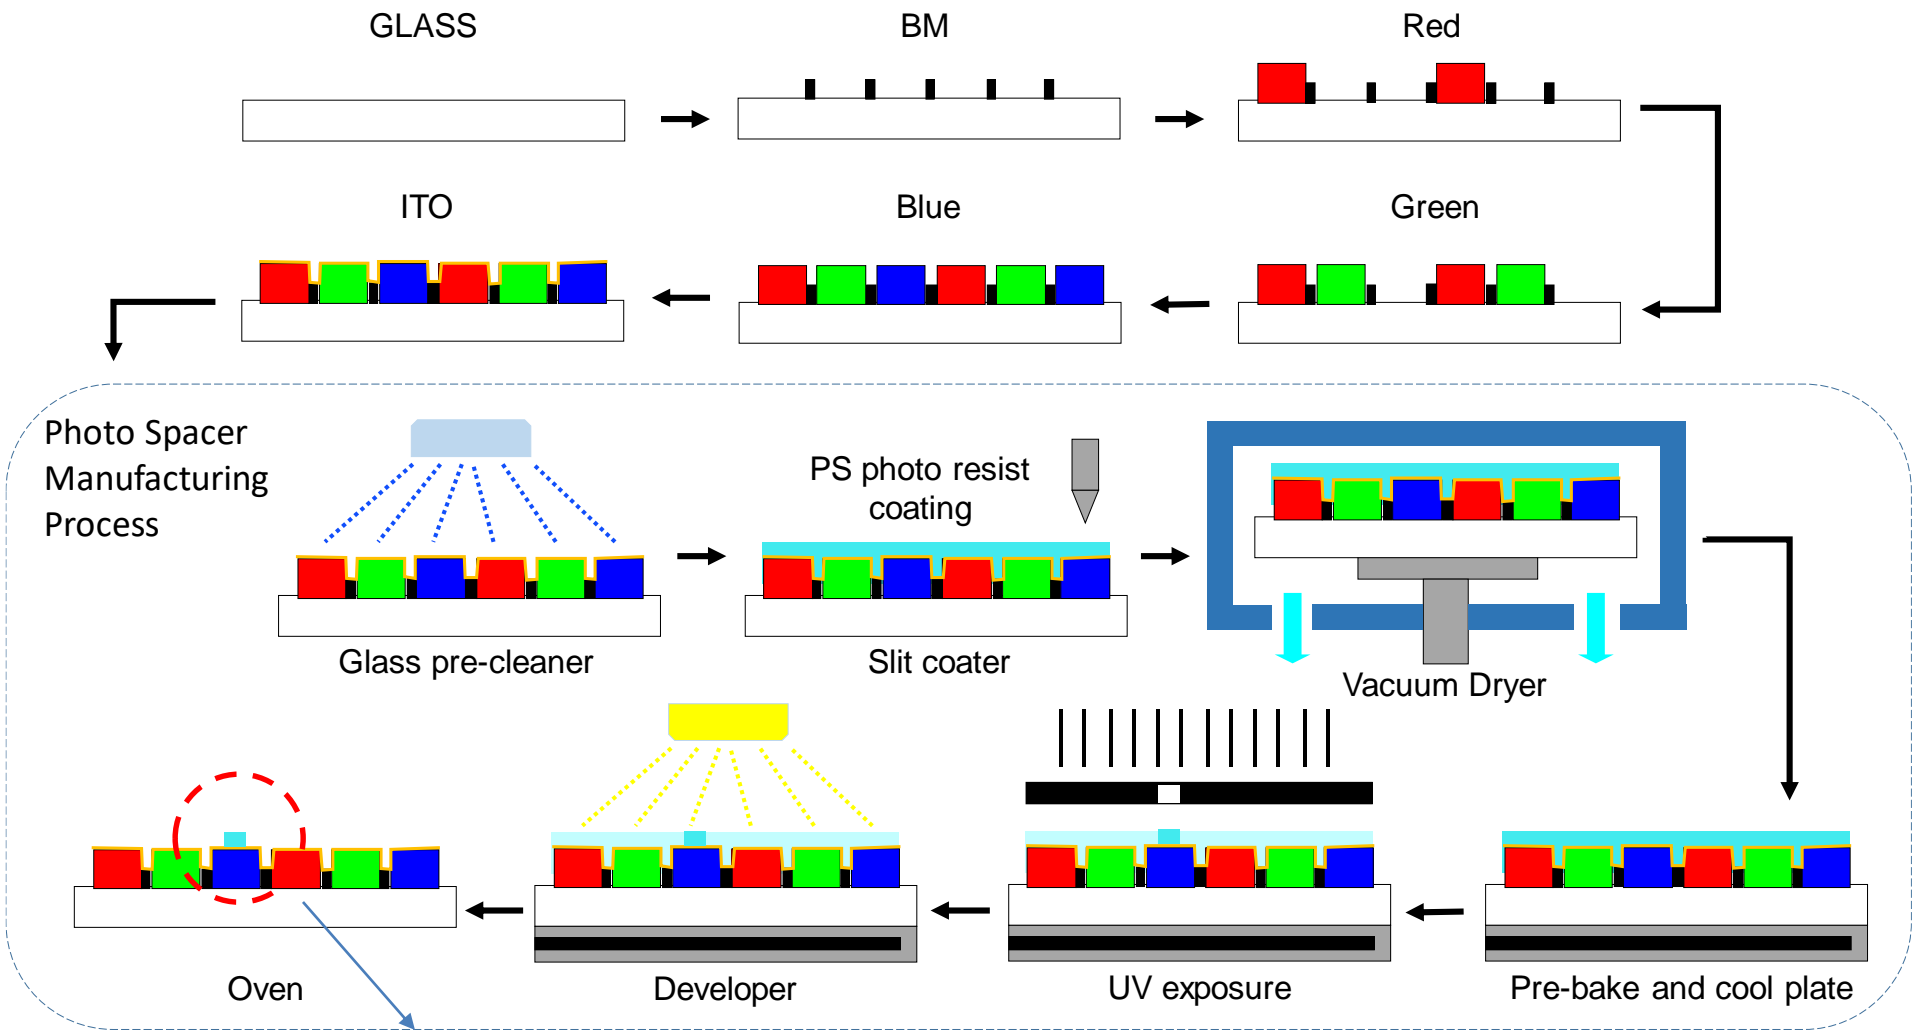 GLASS
BM
Red
ITO
Blue
Green
Photo Spacer
Manufacturing
Process
PS photo resist
coating
Glass pre-cleaner
Slit coater
Vacuum Dryer
Oven
Developer
UV exposure
Pre-bake and cool plate